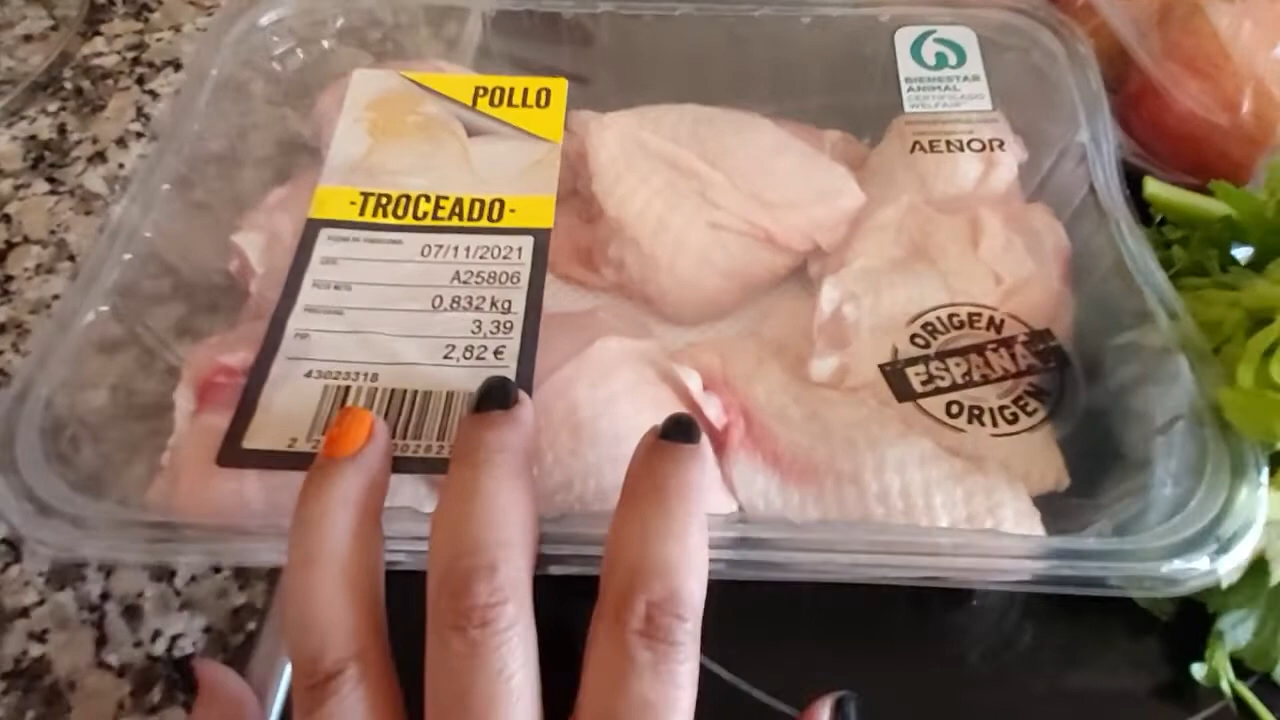 POLLO
-TROCEADO-
07/11/2021
A25806
0,832 kg
3,39
2,82 €
43023318
BIENESTAR
ANIMAL
CERTIFICADO
WELFAIR
AENOR
ORIGEN
ESPAÑA
ORIGEN